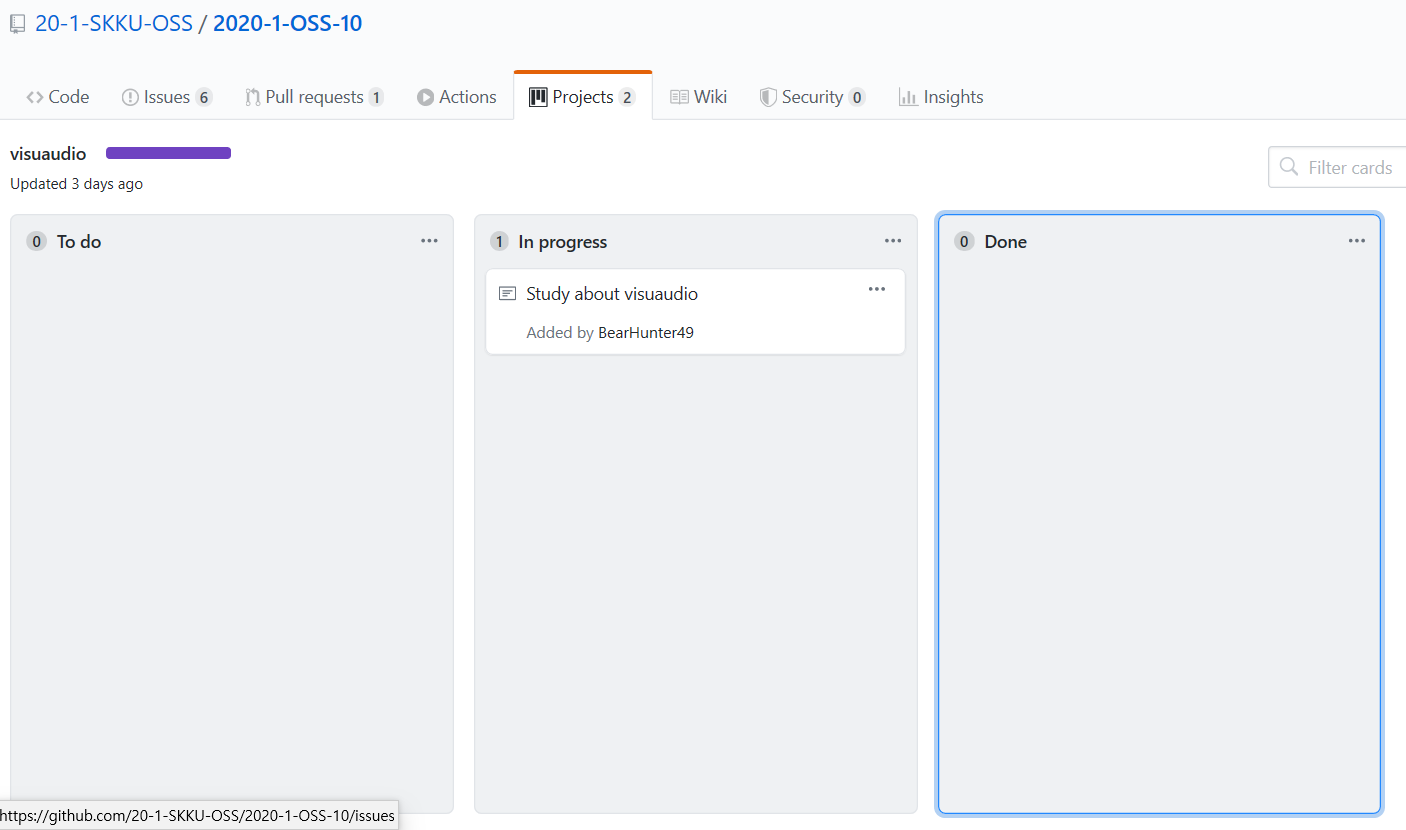 20-1-SKKU-OSS / 2020-1-OSS-10
Code Issues 6 Pull requests 1 Actions Projects 2 Wiki Security 0 Insights
visuaudio
Updated 3 days ago
Filter cards
0 To do
1 In progress
Study about visuaudio
Added by BearHunter49
0 Done
https://github.com/20-1-SKKU-OSS/2020-1-OSS-10/issues